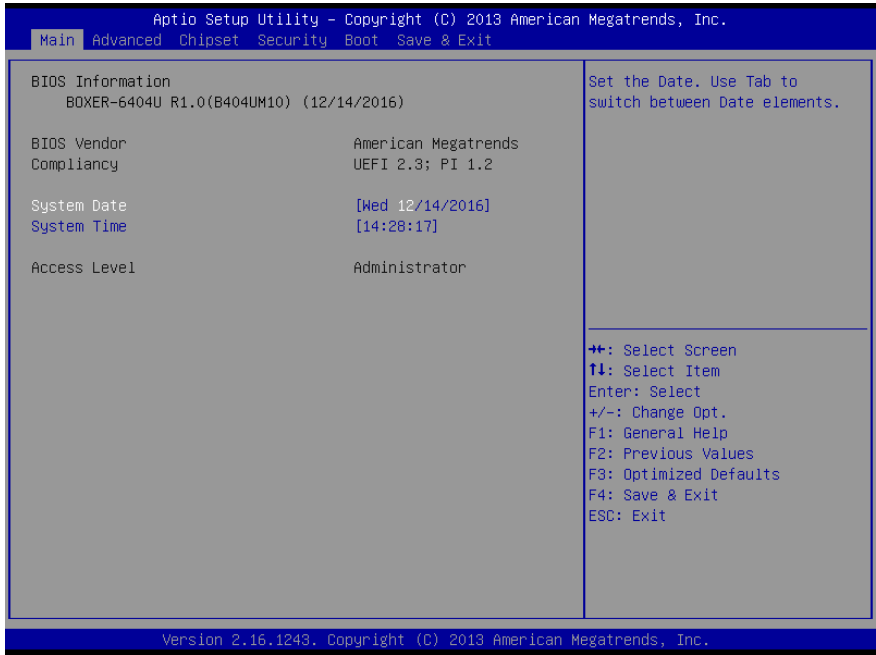 Aptio Setup Utility – Copyright (C) 2013 American Megatrends, Inc.
Main Advanced Chipset Security Boot Save & Exit
BIOS Information
BOXER-6404U R1.0(B404UM10) (12/14/2016)
BIOS Vendor American Megatrends
Compliancy UEFI 2.3; PI 1.2
System Date [Wed 12/14/2016]
System Time [14:28:17]
Access Level Administrator
Set the Date. Use Tab to
switch between Date elements.
→←: Select Screen
↑↓: Select Item
Enter: Select
+/-: Change Opt.
F1: General Help
F2: Previous Values
F3: Optimized Defaults
F4: Save & Exit
ESC: Exit
Version 2.16.1243. Copyright (C) 2013 American Megatrends, Inc.